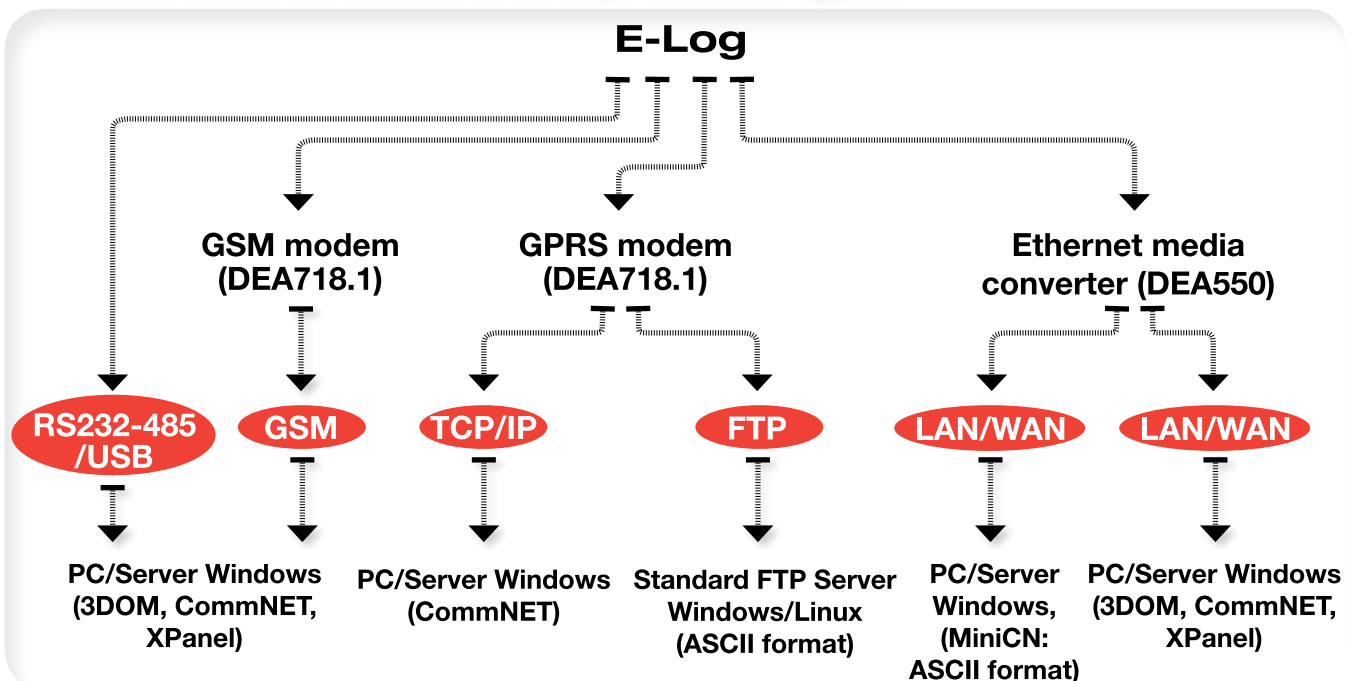 E-Log
GSM modem
(DEA718.1)
GPRS modem
(DEA718.1)
Ethernet media
converter (DEA550)
RS232-485
/USB
GSM
TCP/IP
FTP
LAN/WAN
LAN/WAN
PC/Server Windows
(3DOM, CommNET,
XPanel)
PC/Server Windows
(CommNET)
Standard FTP Server
Windows/Linux
(ASCII format)
PC/Server
Windows,
(MiniCN:
ASCII format)
PC/Server Windows
(3DOM, CommNET,
XPanel)